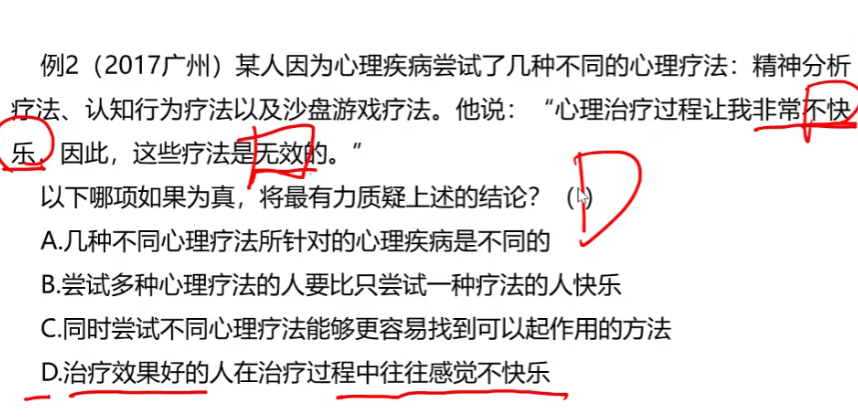 例2（2017广州）某人因为心理疾病尝试了几种不同的心理疗法：精神分析
疗法、认知行为疗法以及沙盘游戏疗法。他说：“心理治疗过程让我非常不快
乐，因此，这些疗法是无效的。”
以下哪项如果为真，将最有力质疑上述的结论？（ ）
D
A.几种不同心理疗法所针对的心理疾病是不同的
B.尝试多种心理疗法的人要比只尝试一种疗法的人快乐
C.同时尝试不同心理疗法能够更容易找到可以起作用的方法
D.治疗效果好的人在治疗过程中往往感觉不快乐